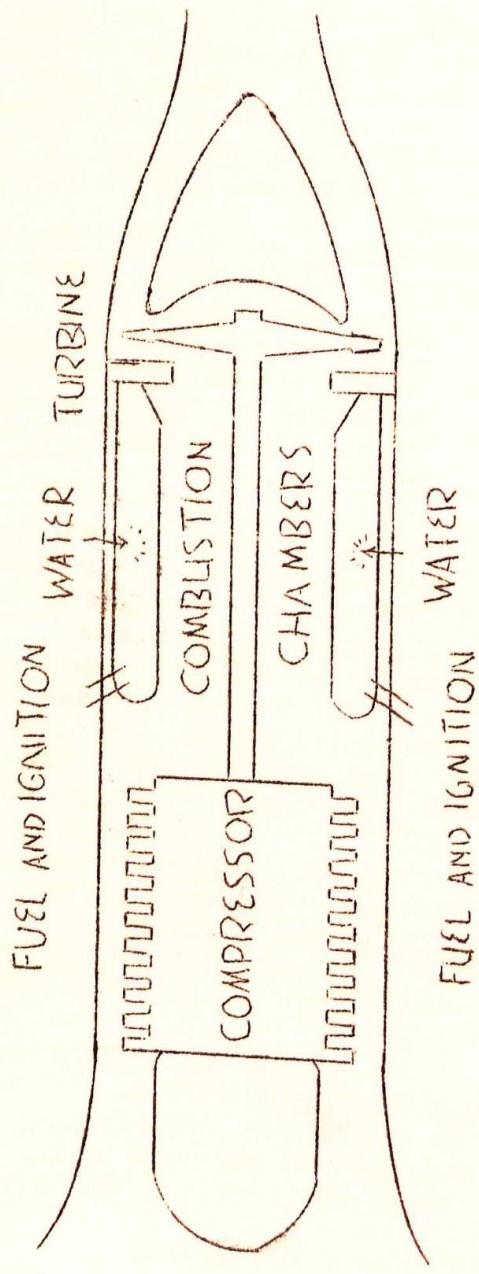 FUEL AND IGNITION
WATER
TURBINE
COMBUSTION
CHAMBERS
COMPRESSOR
WATER
FUEL AND IGNITION